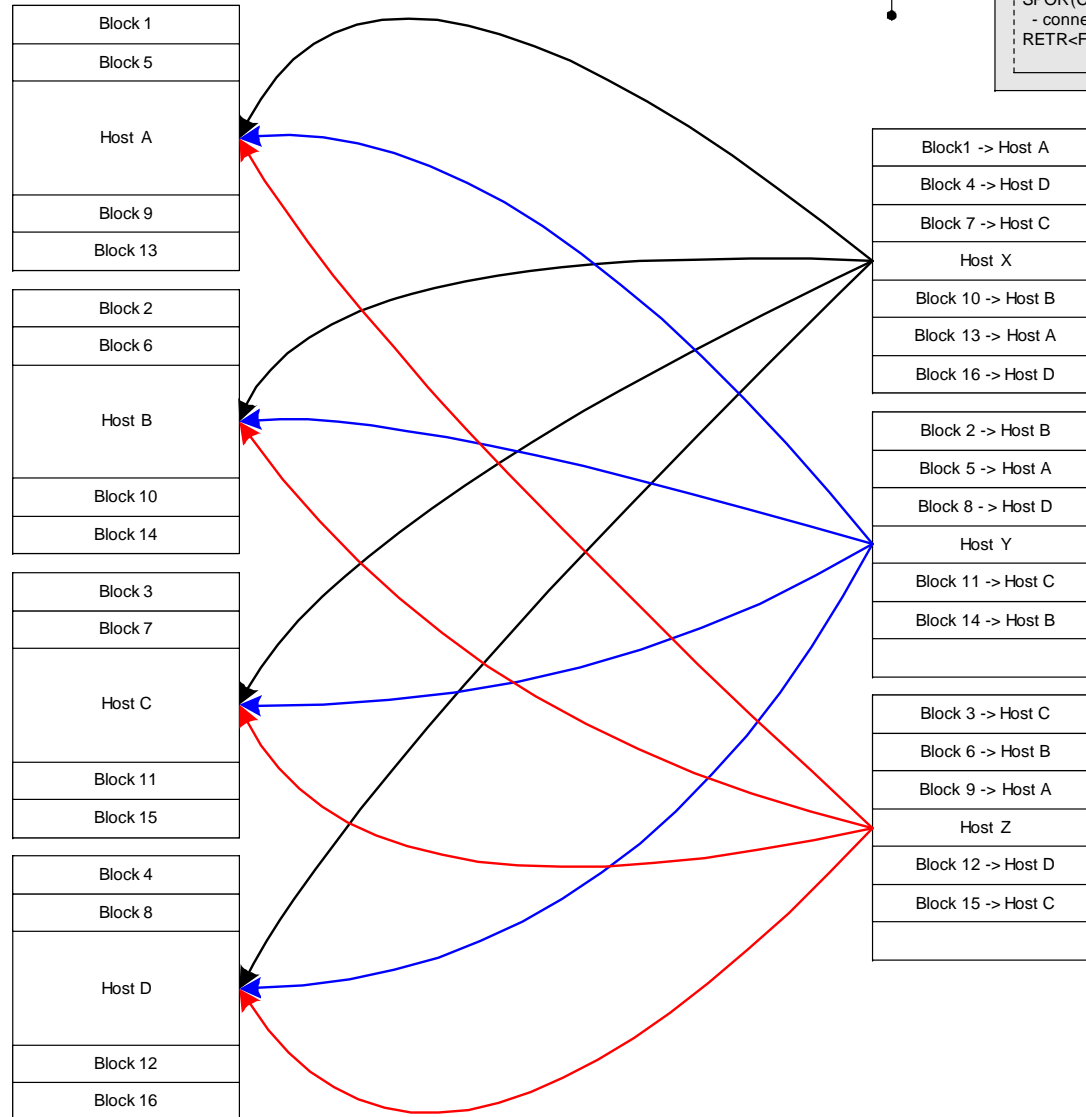 Block 1
Block 5
Host A
Block 9
Block 13
Block 2
Block 6
Host B
Block 10
Block 14
Block 3
Block 7
Host C
Block 11
Block 15
Block 4
Block 8
Host D
Block 12
Block 16
- conne
RETR<F
Block1 -> Host A
Block 4 -> Host D
Block 7 -> Host C
Host X
Block 10 -> Host B
Block 13 -> Host A
Block 16 -> Host D
Block 2 -> Host B
Block 5 -> Host A
Block 8 -> Host D
Host Y
Block 11 -> Host C
Block 14 -> Host B
Block 3 -> Host C
Block 6 -> Host B
Block 9 -> Host A
Host Z
Block 12 -> Host D
Block 15 -> Host C